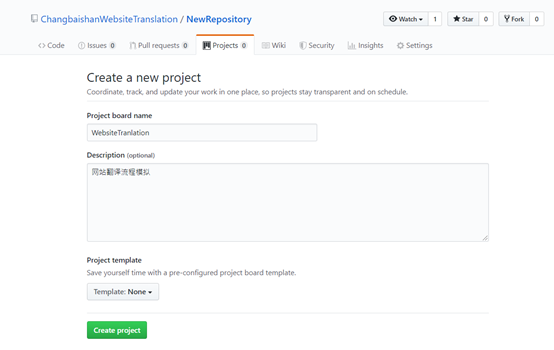 ChangbaishanWebsiteTranslation / NewRepository
Watch 1 Star 0 Fork 0
Code Issues 0 Pull requests 0 Projects 0 Wiki Security Insights Settings
Create a new project
Coordinate, track, and update your work in one place, so projects stay transparent and on schedule.
Project board name
WebsiteTranlation
Description (optional)
网站翻译流程模拟
Project template
Save yourself time with a pre-configured project board template.
Template: None
Create project